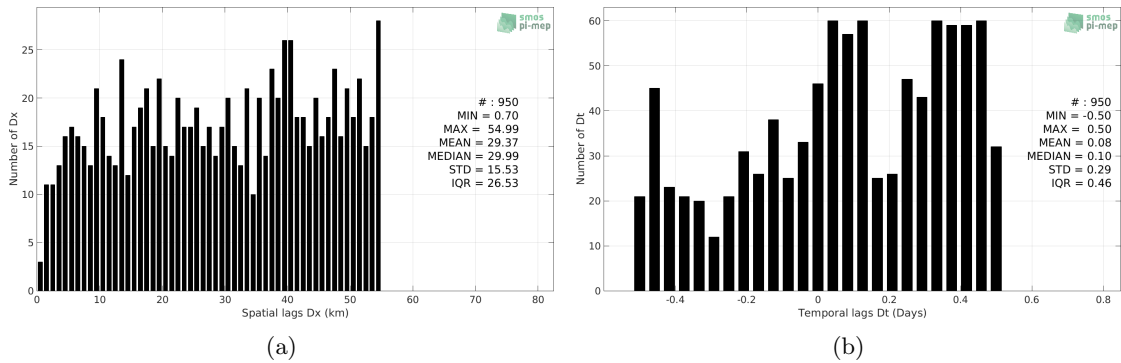 smos
pi-mep
25
20
15
10
5
0
Number of Dx
# : 950
MIN = 0.70
MAX = 54.99
MEAN = 29.37
MEDIAN = 29.99
STD = 15.53
IQR = 26.53
0 10 20 30 40 50 60 70 80
Spatial lags Dx (km)
(a)
smos
pi-mep
60
50
40
30
20
10
0
Number of Dt
# : 950
MIN = -0.50
MAX = 0.50
MEAN = 0.08
MEDIAN = 0.10
STD = 0.29
IQR = 0.46
-0.4 -0.2 0 0.2 0.4 0.6 0.8
Temporal lags Dt (Days)
(b)